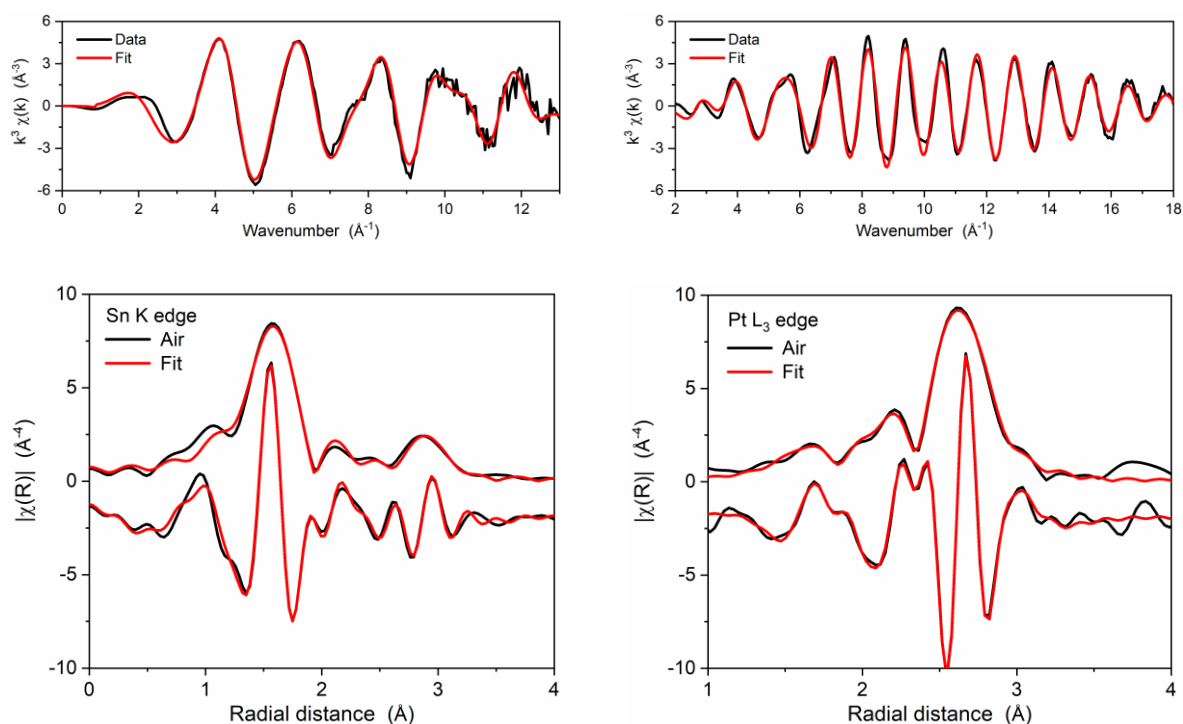 6
3
0
-3
-6
k³ χ(k) (Å⁻³)
Data
Fit
0 2 4 6 8 10 12
Wavenumber (Å⁻¹)
6
3
0
-3
-6
k³ χ(k) (Å⁻³)
Data
Fit
2 4 6 8 10 12 14 16 18
Wavenumber (Å⁻¹)
10
5
0
-5
-10
|χ(R)| (Å⁻⁴)
Sn K edge
Air
Fit
0 1 2 3 4
Radial distance (Å)
10
5
0
-5
-10
|χ(R)| (Å⁻⁴)
Pt L₃ edge
Air
Fit
1 2 3 4
Radial distance (Å)